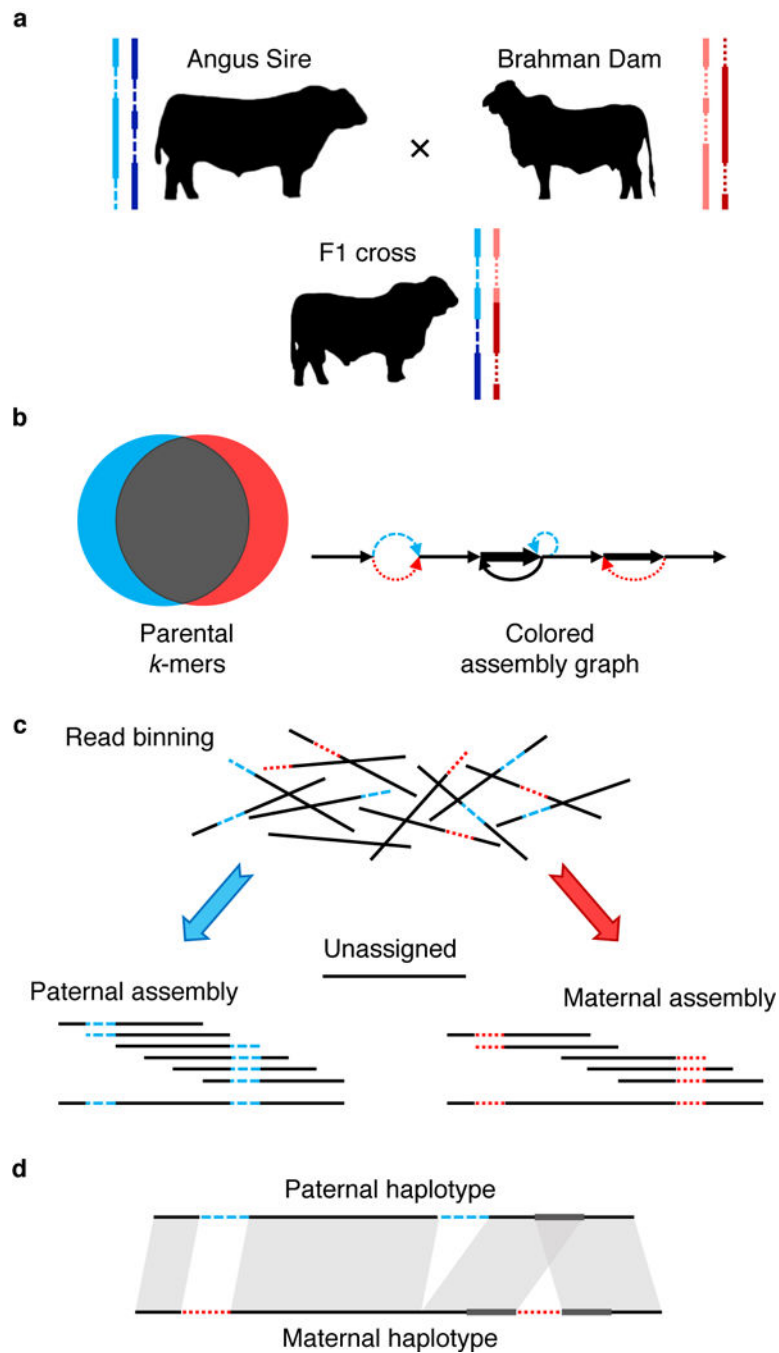 a
Angus Sire
Brahman Dam
×
F1 cross
b
Parental
k-mers
Colored
assembly graph
c
Read binning
Unassigned
Paternal assembly
Maternal assembly
d
Paternal haplotype
Maternal haplotype